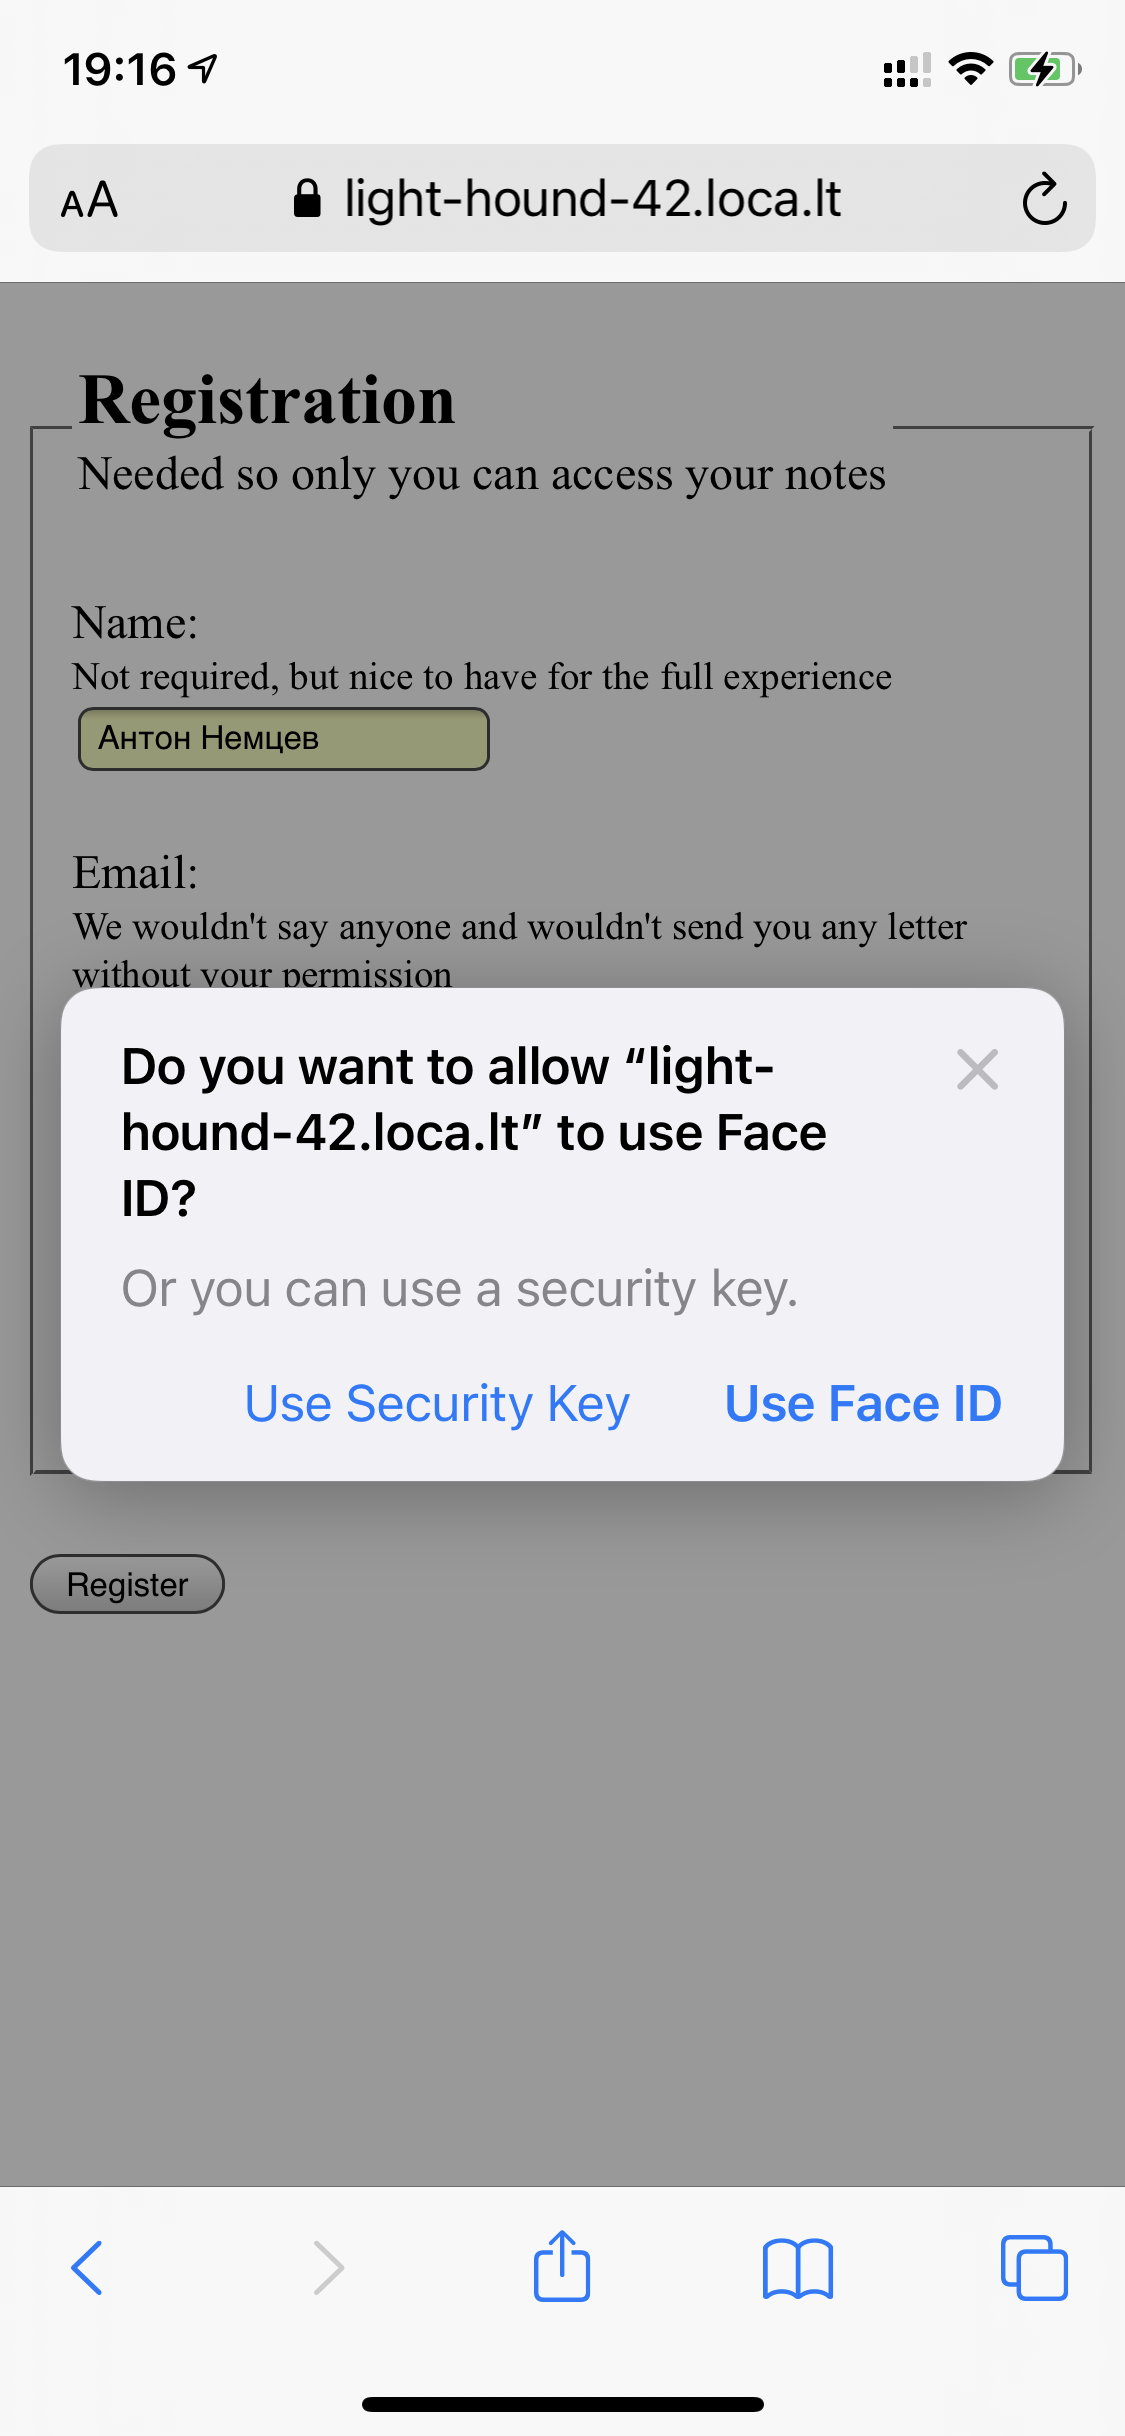 19:16
AA light-hound-42.loca.lt
Registration
Needed so only you can access your notes
Name:
Not required, but nice to have for the full experience
Антон Немцев
Email:
We wouldn't say anyone and wouldn't send you any letter
without your permission
Do you want to allow “light-
hound-42.loca.lt” to use Face
ID?
Or you can use a security key.
Use Security Key Use Face ID
Register